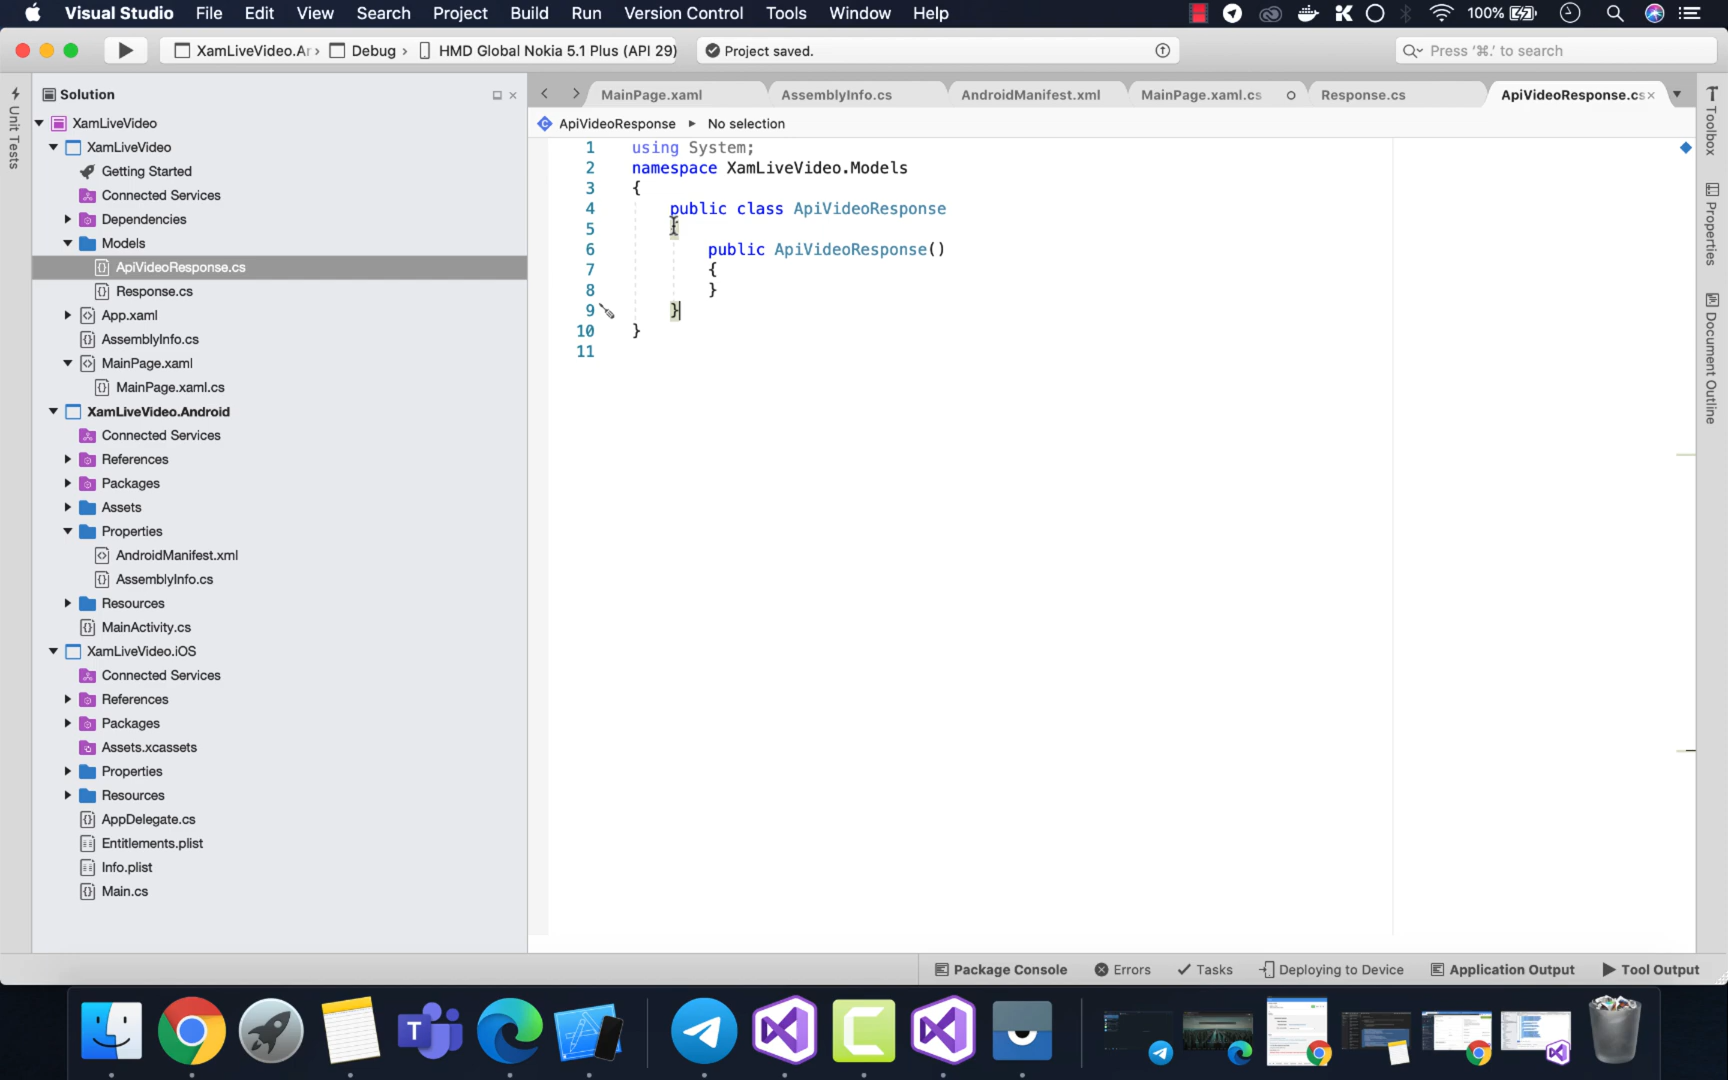 Visual Studio File Edit View Search Project Build Run Version Control Tools Window Help 100%
XamLiveVideo.Ar › Debug › HMD Global Nokia 5.1 Plus (API 29) Project saved. Press ‘⌘.’ to search
Solution
MainPage.xaml AssemblyInfo.cs AndroidManifest.xml MainPage.xaml.cs Response.cs ApiVideoResponse.cs
ApiVideoResponse No selection
Unit Tests
XamLiveVideo
XamLiveVideo
Getting Started
Connected Services
Dependencies
Models
ApiVideoResponse.cs
Response.cs
App.xaml
AssemblyInfo.cs
MainPage.xaml
MainPage.xaml.cs
XamLiveVideo.Android
Connected Services
References
Packages
Assets
Properties
AndroidManifest.xml
AssemblyInfo.cs
Resources
MainActivity.cs
XamLiveVideo.iOS
Connected Services
References
Packages
Assets.xcassets
Properties
Resources
AppDelegate.cs
Entitlements.plist
Info.plist
Main.cs
1 using System;
2 namespace XamLiveVideo.Models
3 {
4 public class ApiVideoResponse
5 {
6 public ApiVideoResponse()
7 {
8 }
9 }
10 }
11
Toolbox
Properties
Document Outline
Package Console Errors Tasks Deploying to Device Application Output Tool Output